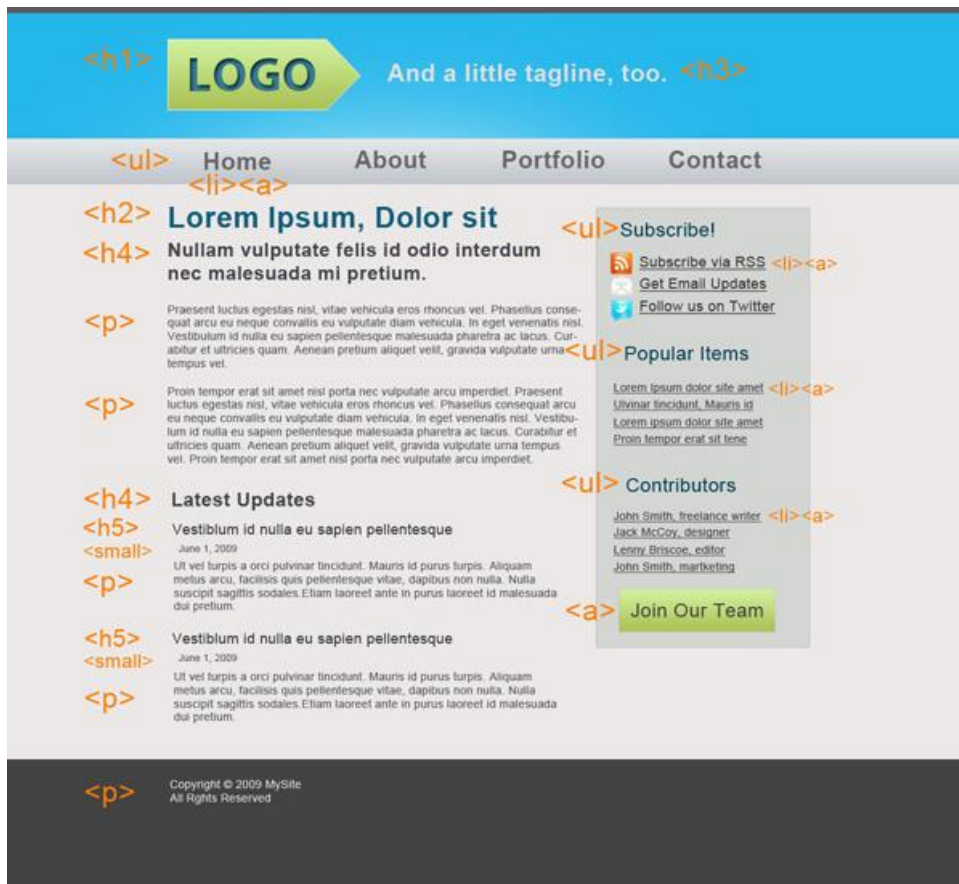 <h1> LOGO And a little tagline, too. <h3>
<ul> Home About Portfolio Contact
<li><a>
<h2> Lorem Ipsum, Dolor sit
<h4> Nullam vulputate felis id odio interdum
nec malesuada mi pretium.
<p> Praesent luctus egestas nisl, vitae vehicula eros rhoncus vel. Phasellus conse-
quat arcu eu neque convallis eu vulputate diam vehicula. In eget venenatis nisl.
Vestibulum id nulla eu sapien pellentesque malesuada pharetra ac lacus. Cur-
abitur et ultricies quam. Aenean pretium aliquet velit, gravida vulputate urna
tempus vel.
<p> Proin tempor erat sit amet nisl porta nec vulputate arcu imperdiet. Praesent
luctus egestas nisl, vitae vehicula eros rhoncus vel. Phasellus consequat arcu
eu neque convallis eu vulputate diam vehicula. In eget venenatis nisl. Vestibu-
lum id nulla eu sapien pellentesque malesuada pharetra ac lacus. Curabitur et
ultricies quam. Aenean pretium aliquet velit, gravida vulputate urna tempus
vel. Proin tempor erat sit amet nisl porta nec vulputate arcu imperdiet.
<h4> Latest Updates
<h5> Vestiblum id nulla eu sapien pellentesque
<small> June 1, 2009
<p> Ut vel turpis a orci pulvinar tincidunt. Mauris id purus turpis. Aliquam
metus arcu, facilisis quis pellentesque vitae, dapibus non nulla. Nulla
suscipit sagittis sodales.Etiam laoreet ante in purus laoreet id malesuada
dui pretium.
<h5> Vestiblum id nulla eu sapien pellentesque
<small> June 1, 2009
<p> Ut vel turpis a orci pulvinar tincidunt. Mauris id purus turpis. Aliquam
metus arcu, facilisis quis pellentesque vitae, dapibus non nulla. Nulla
suscipit sagittis sodales.Etiam laoreet ante in purus laoreet id malesuada
dui pretium.
<ul> Subscribe!
Subscribe via RSS <li><a>
Get Email Updates
Follow us on Twitter
<ul> Popular Items
Lorem Ipsum dolor site amet <li><a>
Ulvinar tincidunt, Mauris id
Lorem ipsum dolor site amet
Proin tempor erat sit tene
<ul> Contributors
John Smith, freelance writer <li><a>
Jack McCoy, designer
Lenny Briscoe, editor
John Smith, martketing
<a> Join Our Team
<p> Copyright © 2009 MySite
All Rghts Reserved